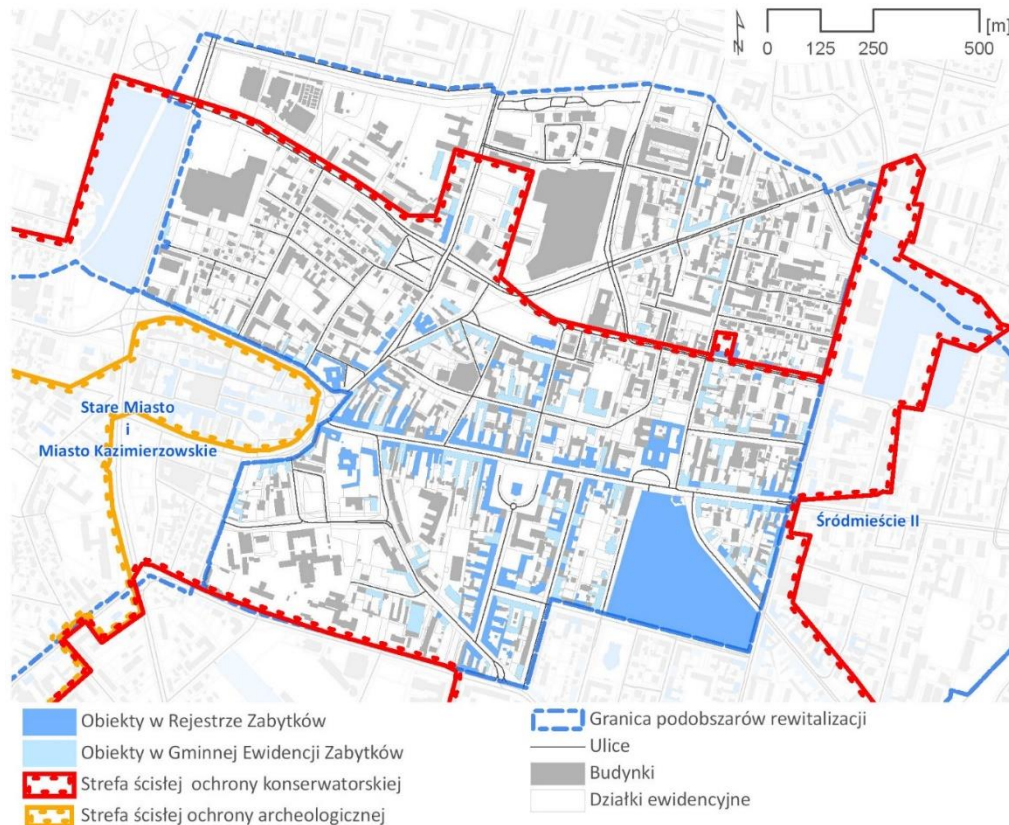 N
0 125 250 500 [m]
Stare Miasto
i
Miasto Kazimierzowskie
Śródmieście II
Obiekty w Rejestrze Zabytków
Obiekty w Gminnej Ewidencji Zabytków
Strefa ścisłej ochrony konserwatorskiej
Strefa ścisłej ochrony archeologicznej
Granica podobszarów rewitalizacji
Ulice
Budynki
Działki ewidencyjne